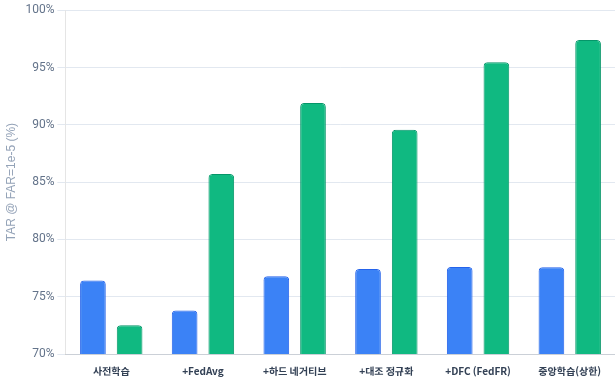 100%
95%
90%
85%
80%
75%
70%
TAR @ FAR=1e-5 (%)
사전학습
+FedAvg
+하드 네거티브
+대조 정규화
+DFC (FedFR)
중앙학습(상한)